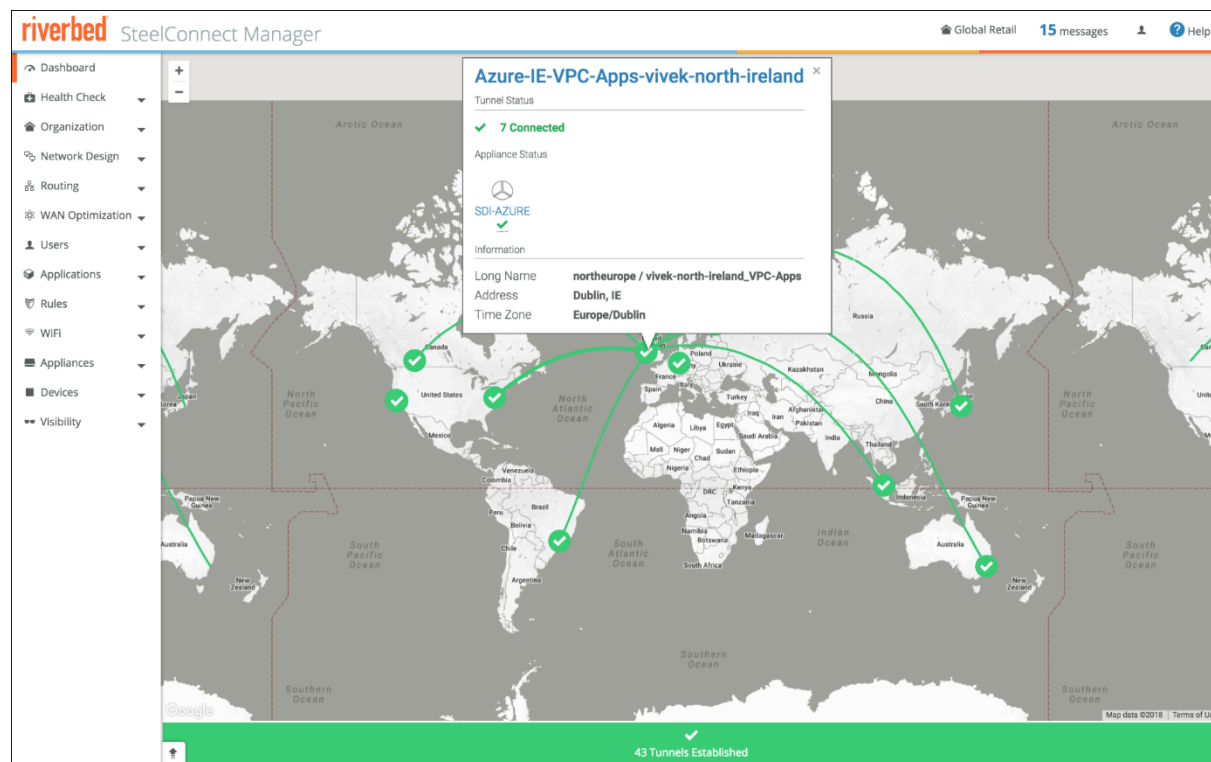 riverbed SteelConnect Manager
Global Retail 15 messages ? Help
Dashboard
Health Check
Organization
Network Design
Routing
WAN Optimization
Users
Applications
Rules
WiFi
Appliances
Devices
Visibility
+
−
Azure-IE-VPC-Apps-vivek-north-ireland ×
Tunnel Status
7 Connected
Appliance Status
SDI-AZURE
Information
Long Name northeurope / vivek-north-ireland_VPC-Apps
Address Dublin, IE
Time Zone Europe/Dublin
Arctic Ocean
Arctic Ocean
Russia
Canada
Poland
Ukraine
Kazakhstan
Mongolia
France
Spain
Italy
Turkey
United States
North
Pacific
Ocean
North
Atlantic
Ocean
Iraq
Iran
Afghanistan
Pakistan
China
South Korea
Japan
North
Pacific
Ocean
Mexico
Algeria
Libya
Egypt
Saudi Arabia
India
Thailand
Mali
Niger
Chad
Sudan
Nigeria
Ethiopia
Venezuela
Colombia
DRC
Kenya
Tanzania
Indonesia
Papua New
Guinea
Papua New
Guinea
Peru
Brazil
Bolivia
Angola
Namibia
Botswana
Madagascar
Indian
Ocean
Chile
South
Atlantic
Ocean
South Africa
Australia
Australia
South
Pacific
Ocean
South
Pacific
Ocean
Argentina
New
Zealand
New
Zealand
Southern
Ocean
Southern
Ocean
Southern
Ocean
Google
Map data ©2018 Terms of
43 Tunnels Established